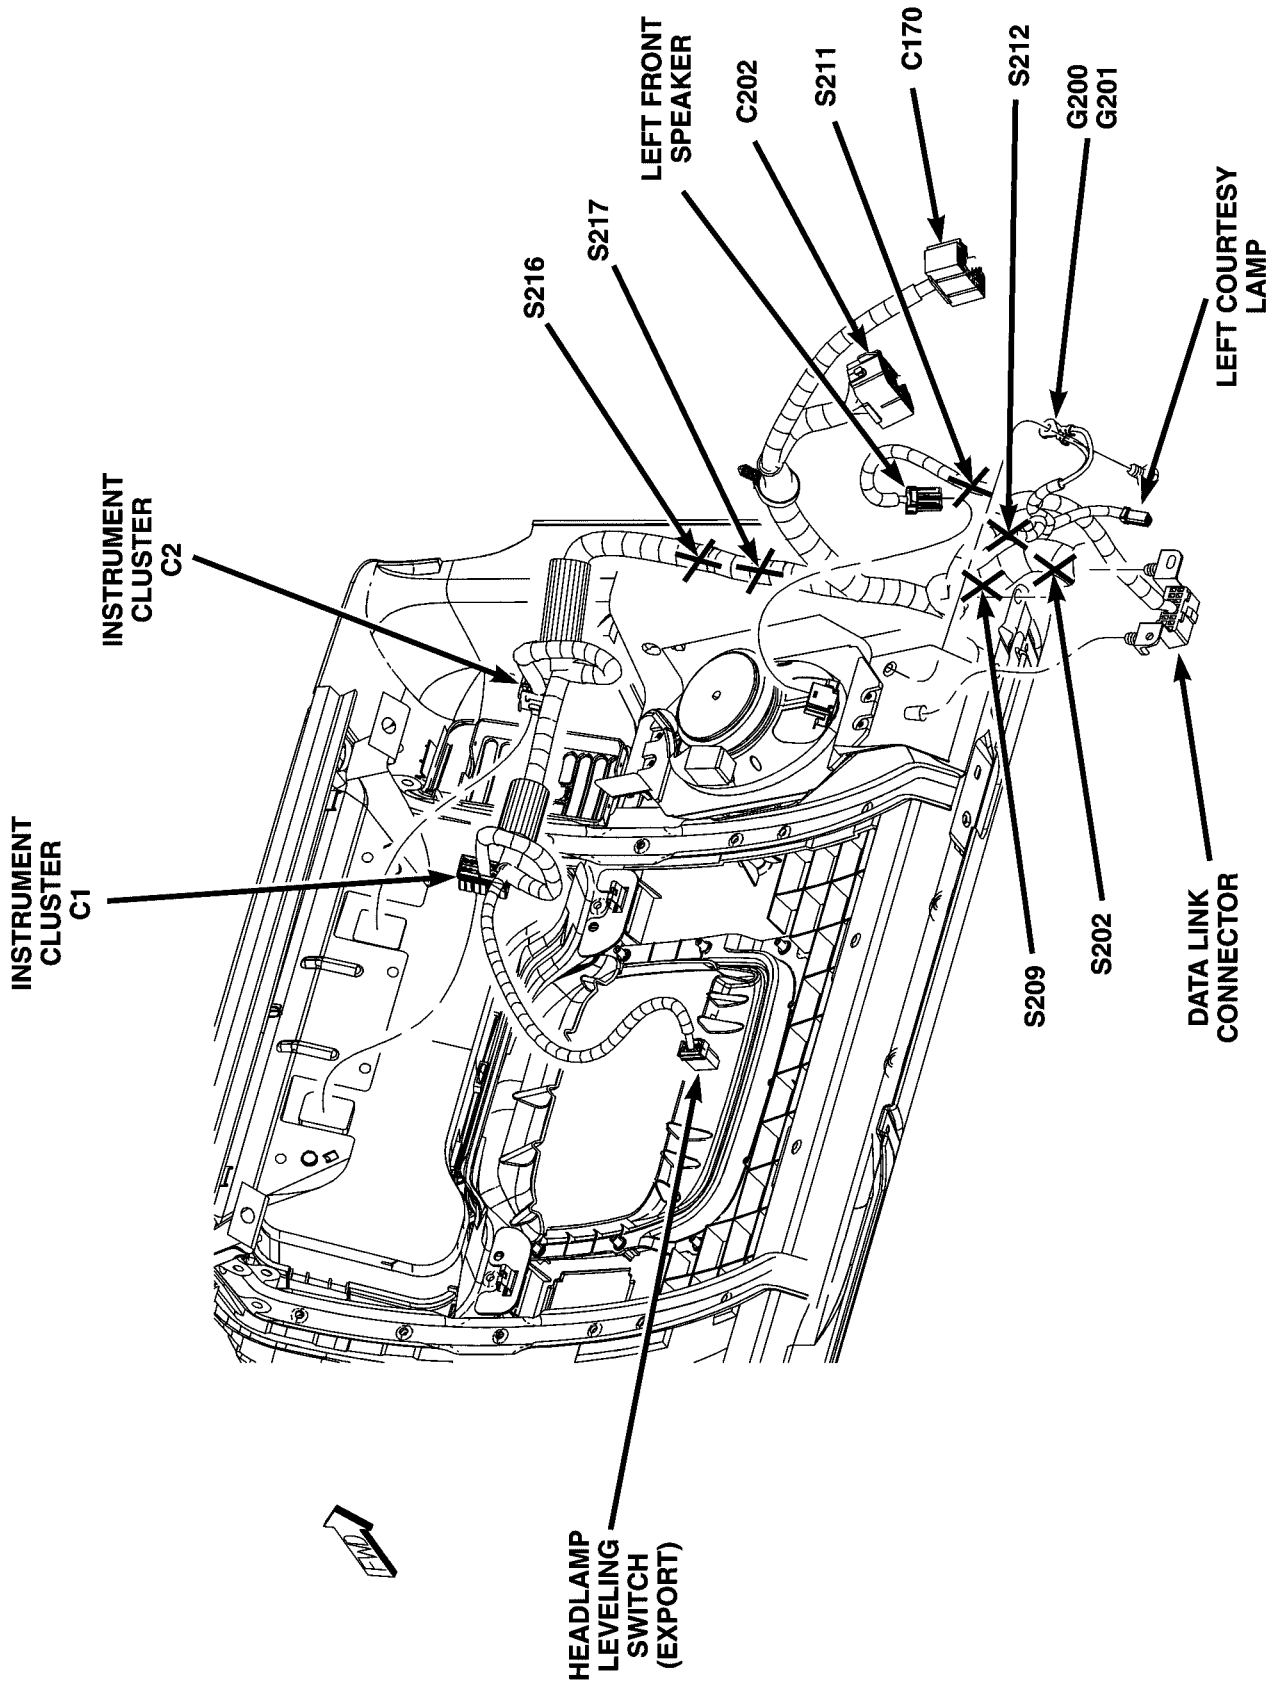 INSTRUMENT
CLUSTER
C1
INSTRUMENT
CLUSTER
C2
S216
S217
LEFT FRONT
SPEAKER
C202
S211
C170
S212
G200
G201
LEFT COURTESY
LAMP
HEADLAMP
LEVELING
SWITCH
(EXPORT)
S209
S202
DATA LINK
CONNECTOR
FWD